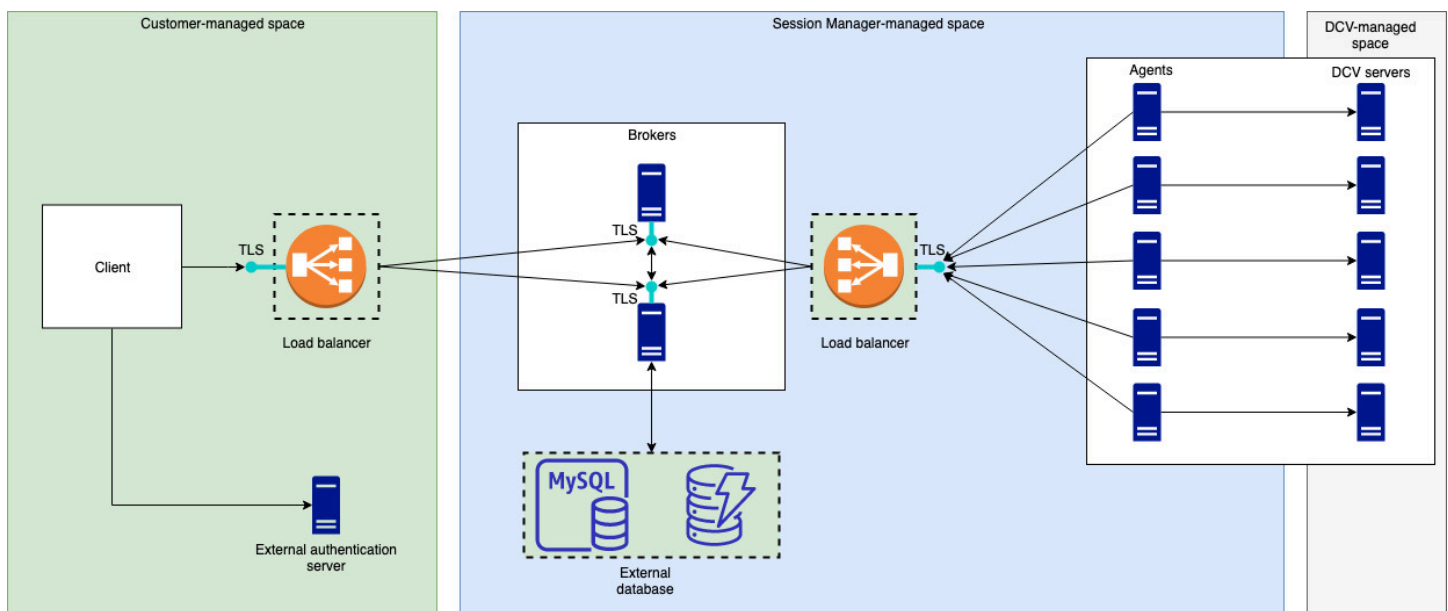 Customer-managed space
Session Manager-managed space
DCV-managed
space
Agents
DCV servers
Brokers
TLS
TLS
TLS
TLS
Client
Load balancer
Load balancer
MySQL
External authentication
server
External
database